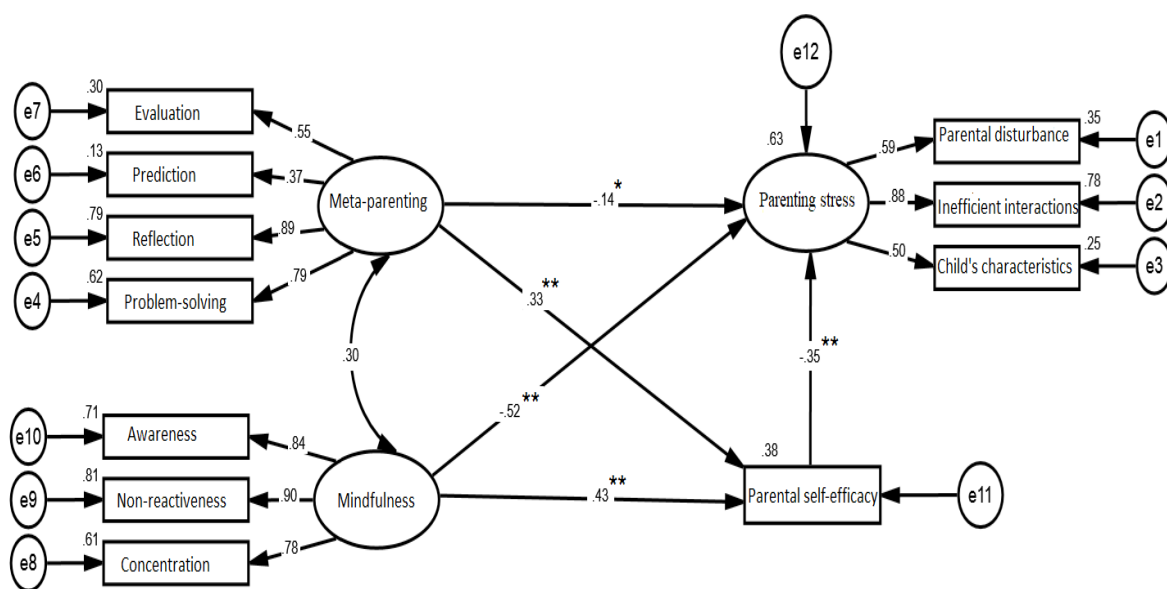 e12
e7
.30
Evaluation
.55
e6
.13
Prediction
.37
e5
.79
Reflection
.89
e4
.62
Problem-solving
.79
Meta-parenting
-.14*
.63
Parenting stress
.59
Parental disturbance
.35
e1
.88
Inefficient interactions
.78
e2
.50
Child's characteristics
.25
e3
.33**
.30
-.52**
-.35**
e10
.71
Awareness
.84
e9
.81
Non-reactiveness
.90
e8
.61
Concentration
.78
Mindfulness
.43**
.38
Parental self-efficacy
e11